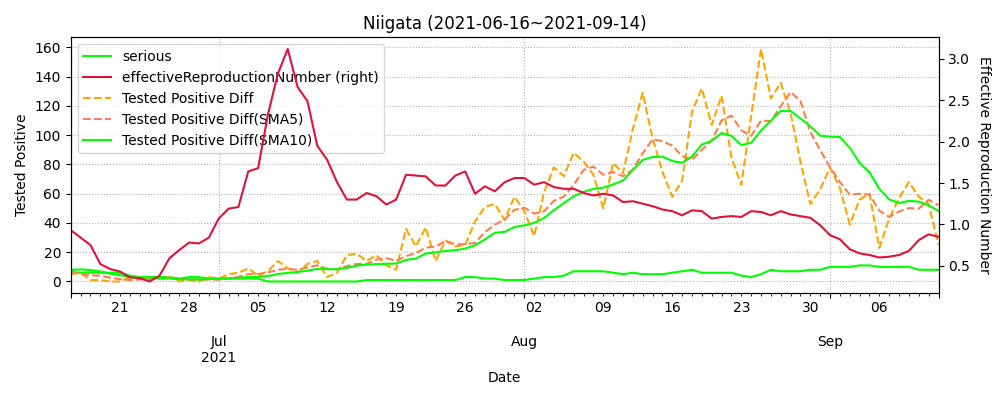 Niigata (2021-06-16~2021-09-14)
serious
effectiveReproductionNumber (right)
Tested Positive Diff
Tested Positive Diff(SMA5)
Tested Positive Diff(SMA10)
Tested Positive
160
140
120
100
80
60
40
20
0
3.0
2.5
2.0
1.5
1.0
0.5
Effective Reproduction Number
21 28 05 12 19 26 02 09 16 23 30 06
Jul Aug Sep
2021
Date